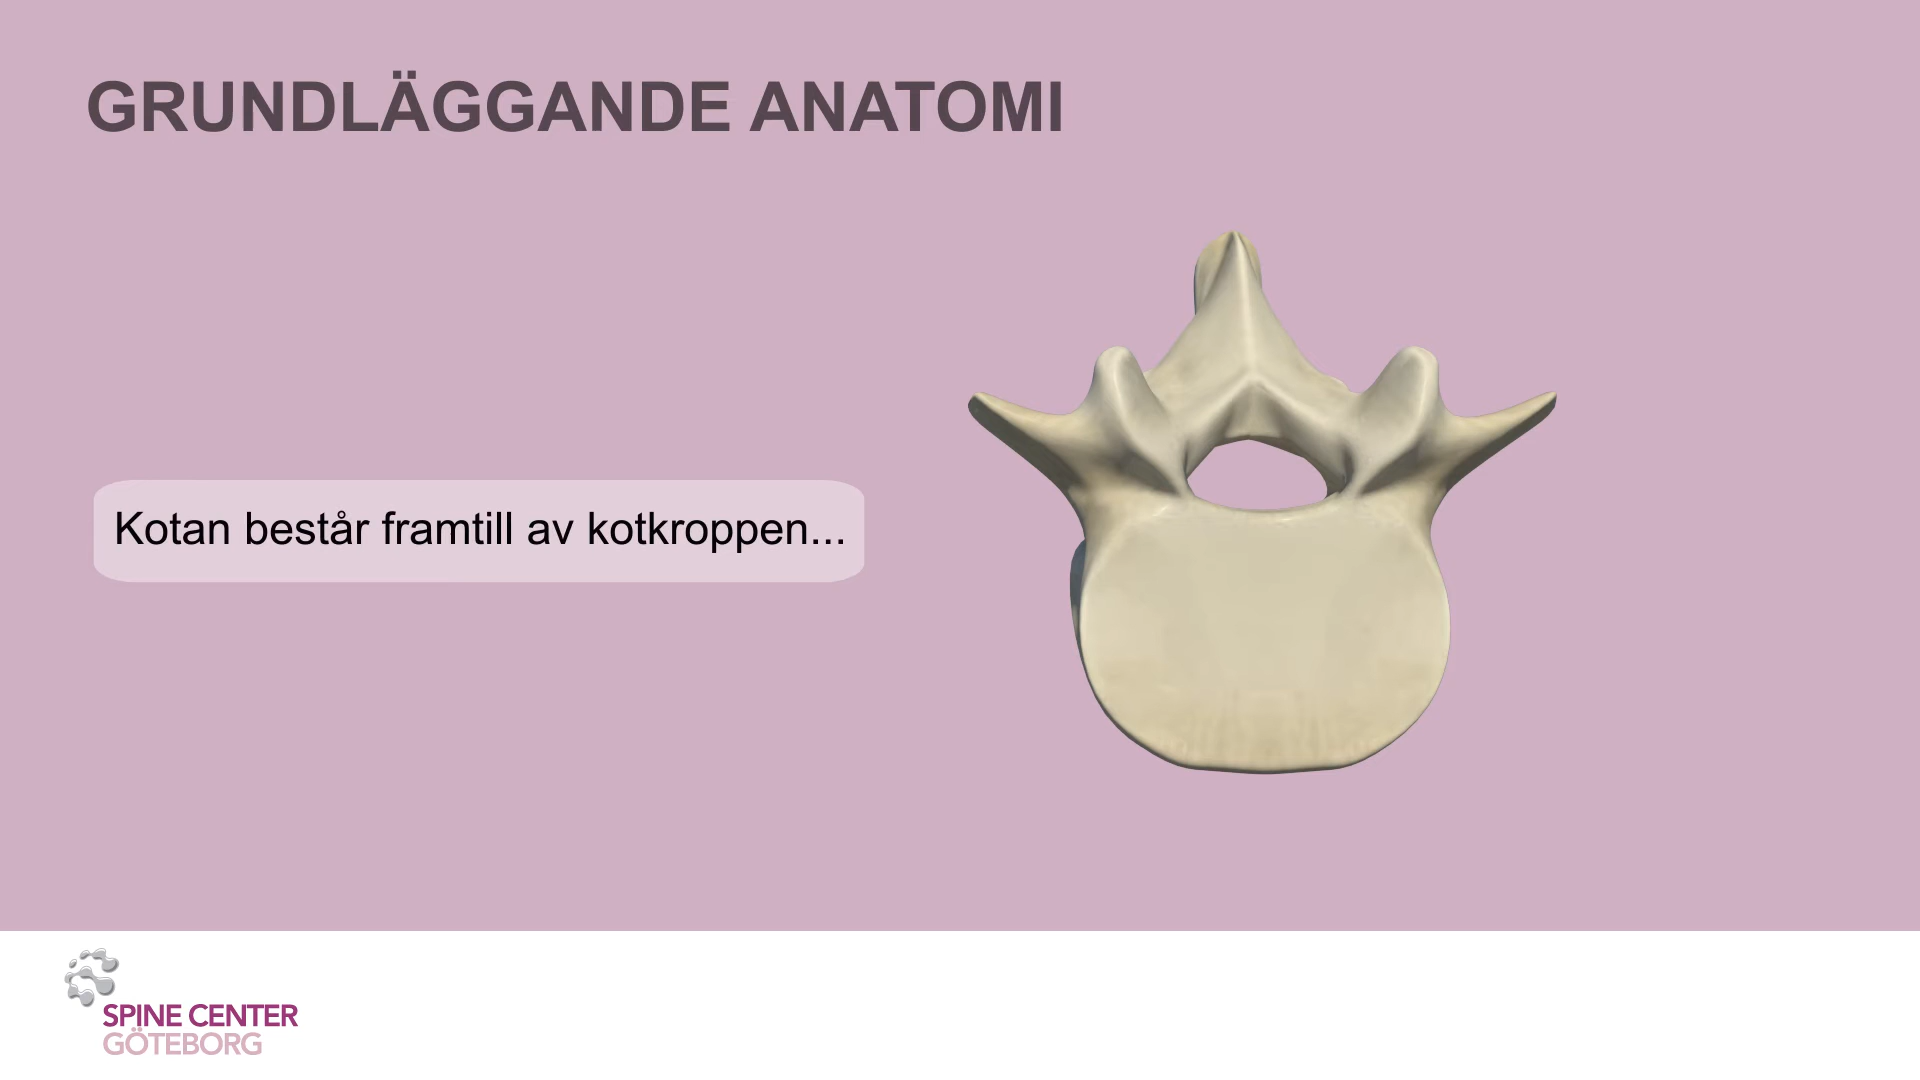 GRUNDLÄGGANDE ANATOMI
Kotan består framtill av kotkroppen...
SPINE CENTER
GÖTEBORG